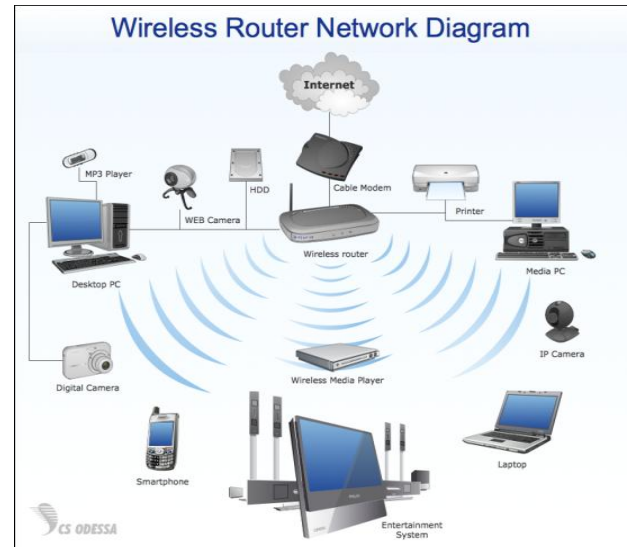 Wireless Router Network Diagram
Internet
MP3 Player
HDD
Cable Modem
WEB Camera
Printer
Wireless router
Desktop PC
Media PC
IP Camera
Digital Camera
Wireless Media Player
Laptop
Smartphone
Entertainment
System
CS ODESSA